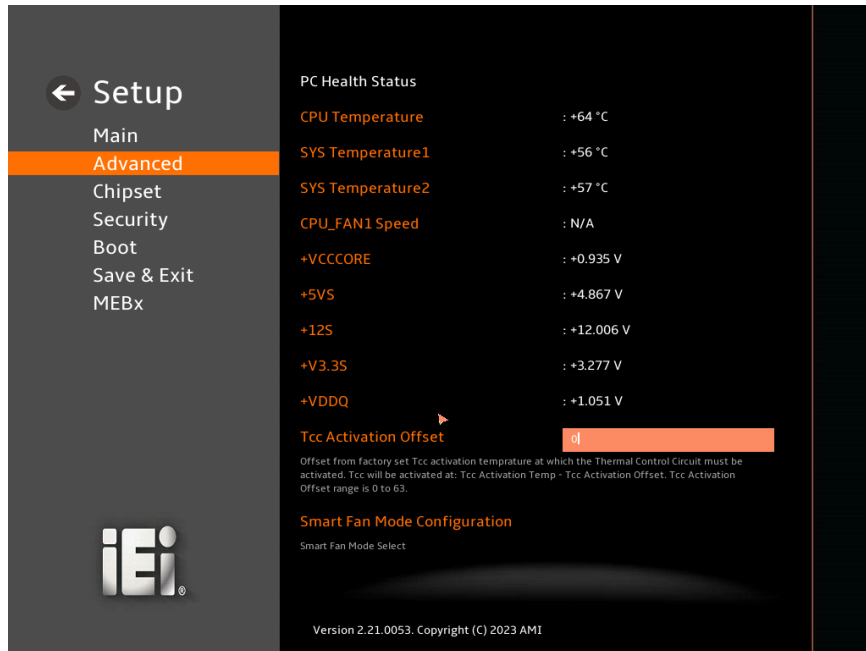 Setup
Main
Advanced
Chipset
Security
Boot
Save & Exit
MEBx
iEi®
PC Health Status
CPU Temperature : +64 °C
SYS Temperature1 : +56 °C
SYS Temperature2 : +57 °C
CPU_FAN1 Speed : N/A
+VCCCORE : +0.935 V
+5VS : +4.867 V
+12S : +12.006 V
+V3.3S : +3.277 V
+VDDQ : +1.051 V
Tcc Activation Offset 0
Offset from factory set Tcc activation temprature at which the Thermal Control Circuit must be
activated. Tcc will be activated at: Tcc Activation Temp - Tcc Activation Offset. Tcc Activation
Offset range is 0 to 63.
Smart Fan Mode Configuration
Smart Fan Mode Select
Version 2.21.0053. Copyright (C) 2023 AMI